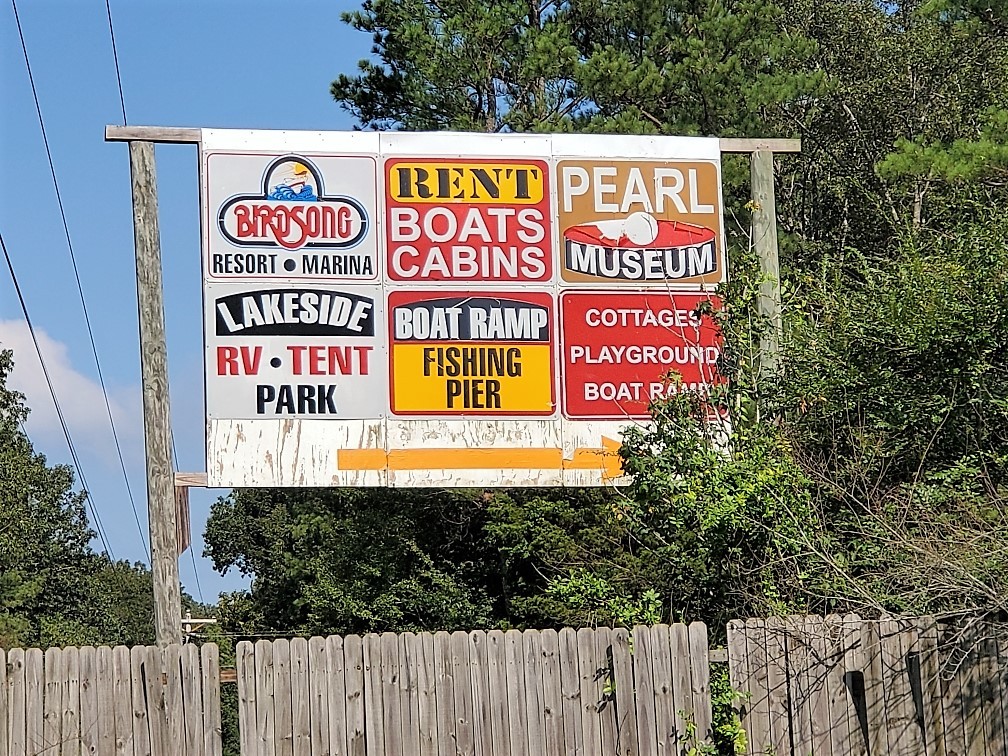 BIRDSONG
RESORT • MARINA
RENT
BOATS
CABINS
PEARL
MUSEUM
LAKESIDE
RV • TENT
PARK
BOAT RAMP
FISHING
PIER
COTTAGES
PLAYGROUND
BOAT RAMP